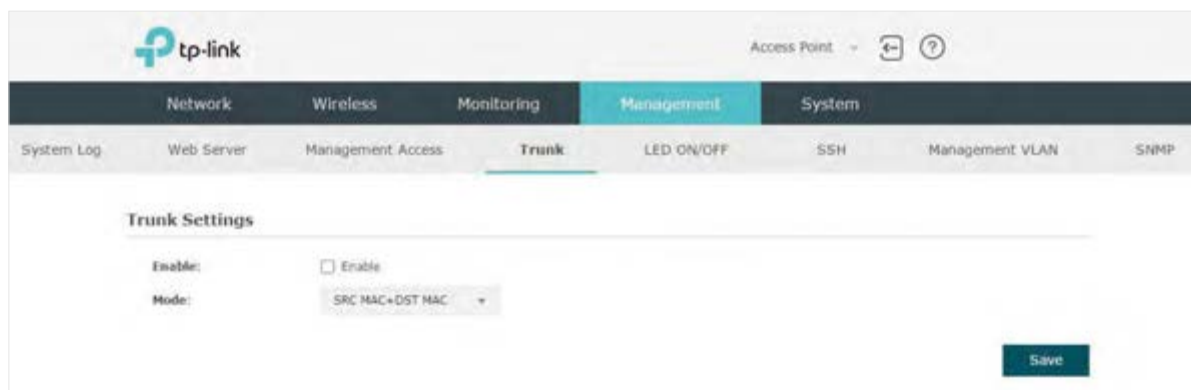 tp-link
Access Point
Network Wireless Monitoring Management System
System Log Web Server Management Access Trunk LED ON/OFF SSH Management VLAN SNMP
Trunk Settings
Enable: Enable
Mode: SRC MAC+DST MAC
Save